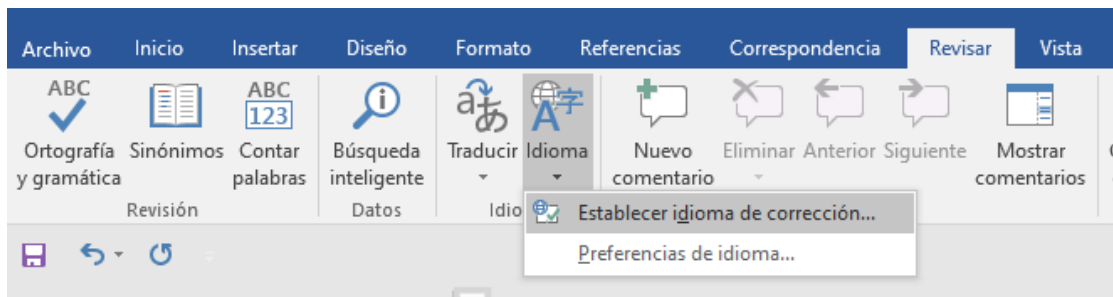 Archivo Inicio Insertar Diseño Formato Referencias Correspondencia Revisar Vista
ABC ABC
123
Ortografía Sinónimos Contar Búsqueda Traducir Idioma Nuevo Eliminar Anterior Siguiente Mostrar
y gramática palabras inteligente comentario comentarios
Revisión Datos
Establecer idioma de corrección...
Preferencias de idioma...